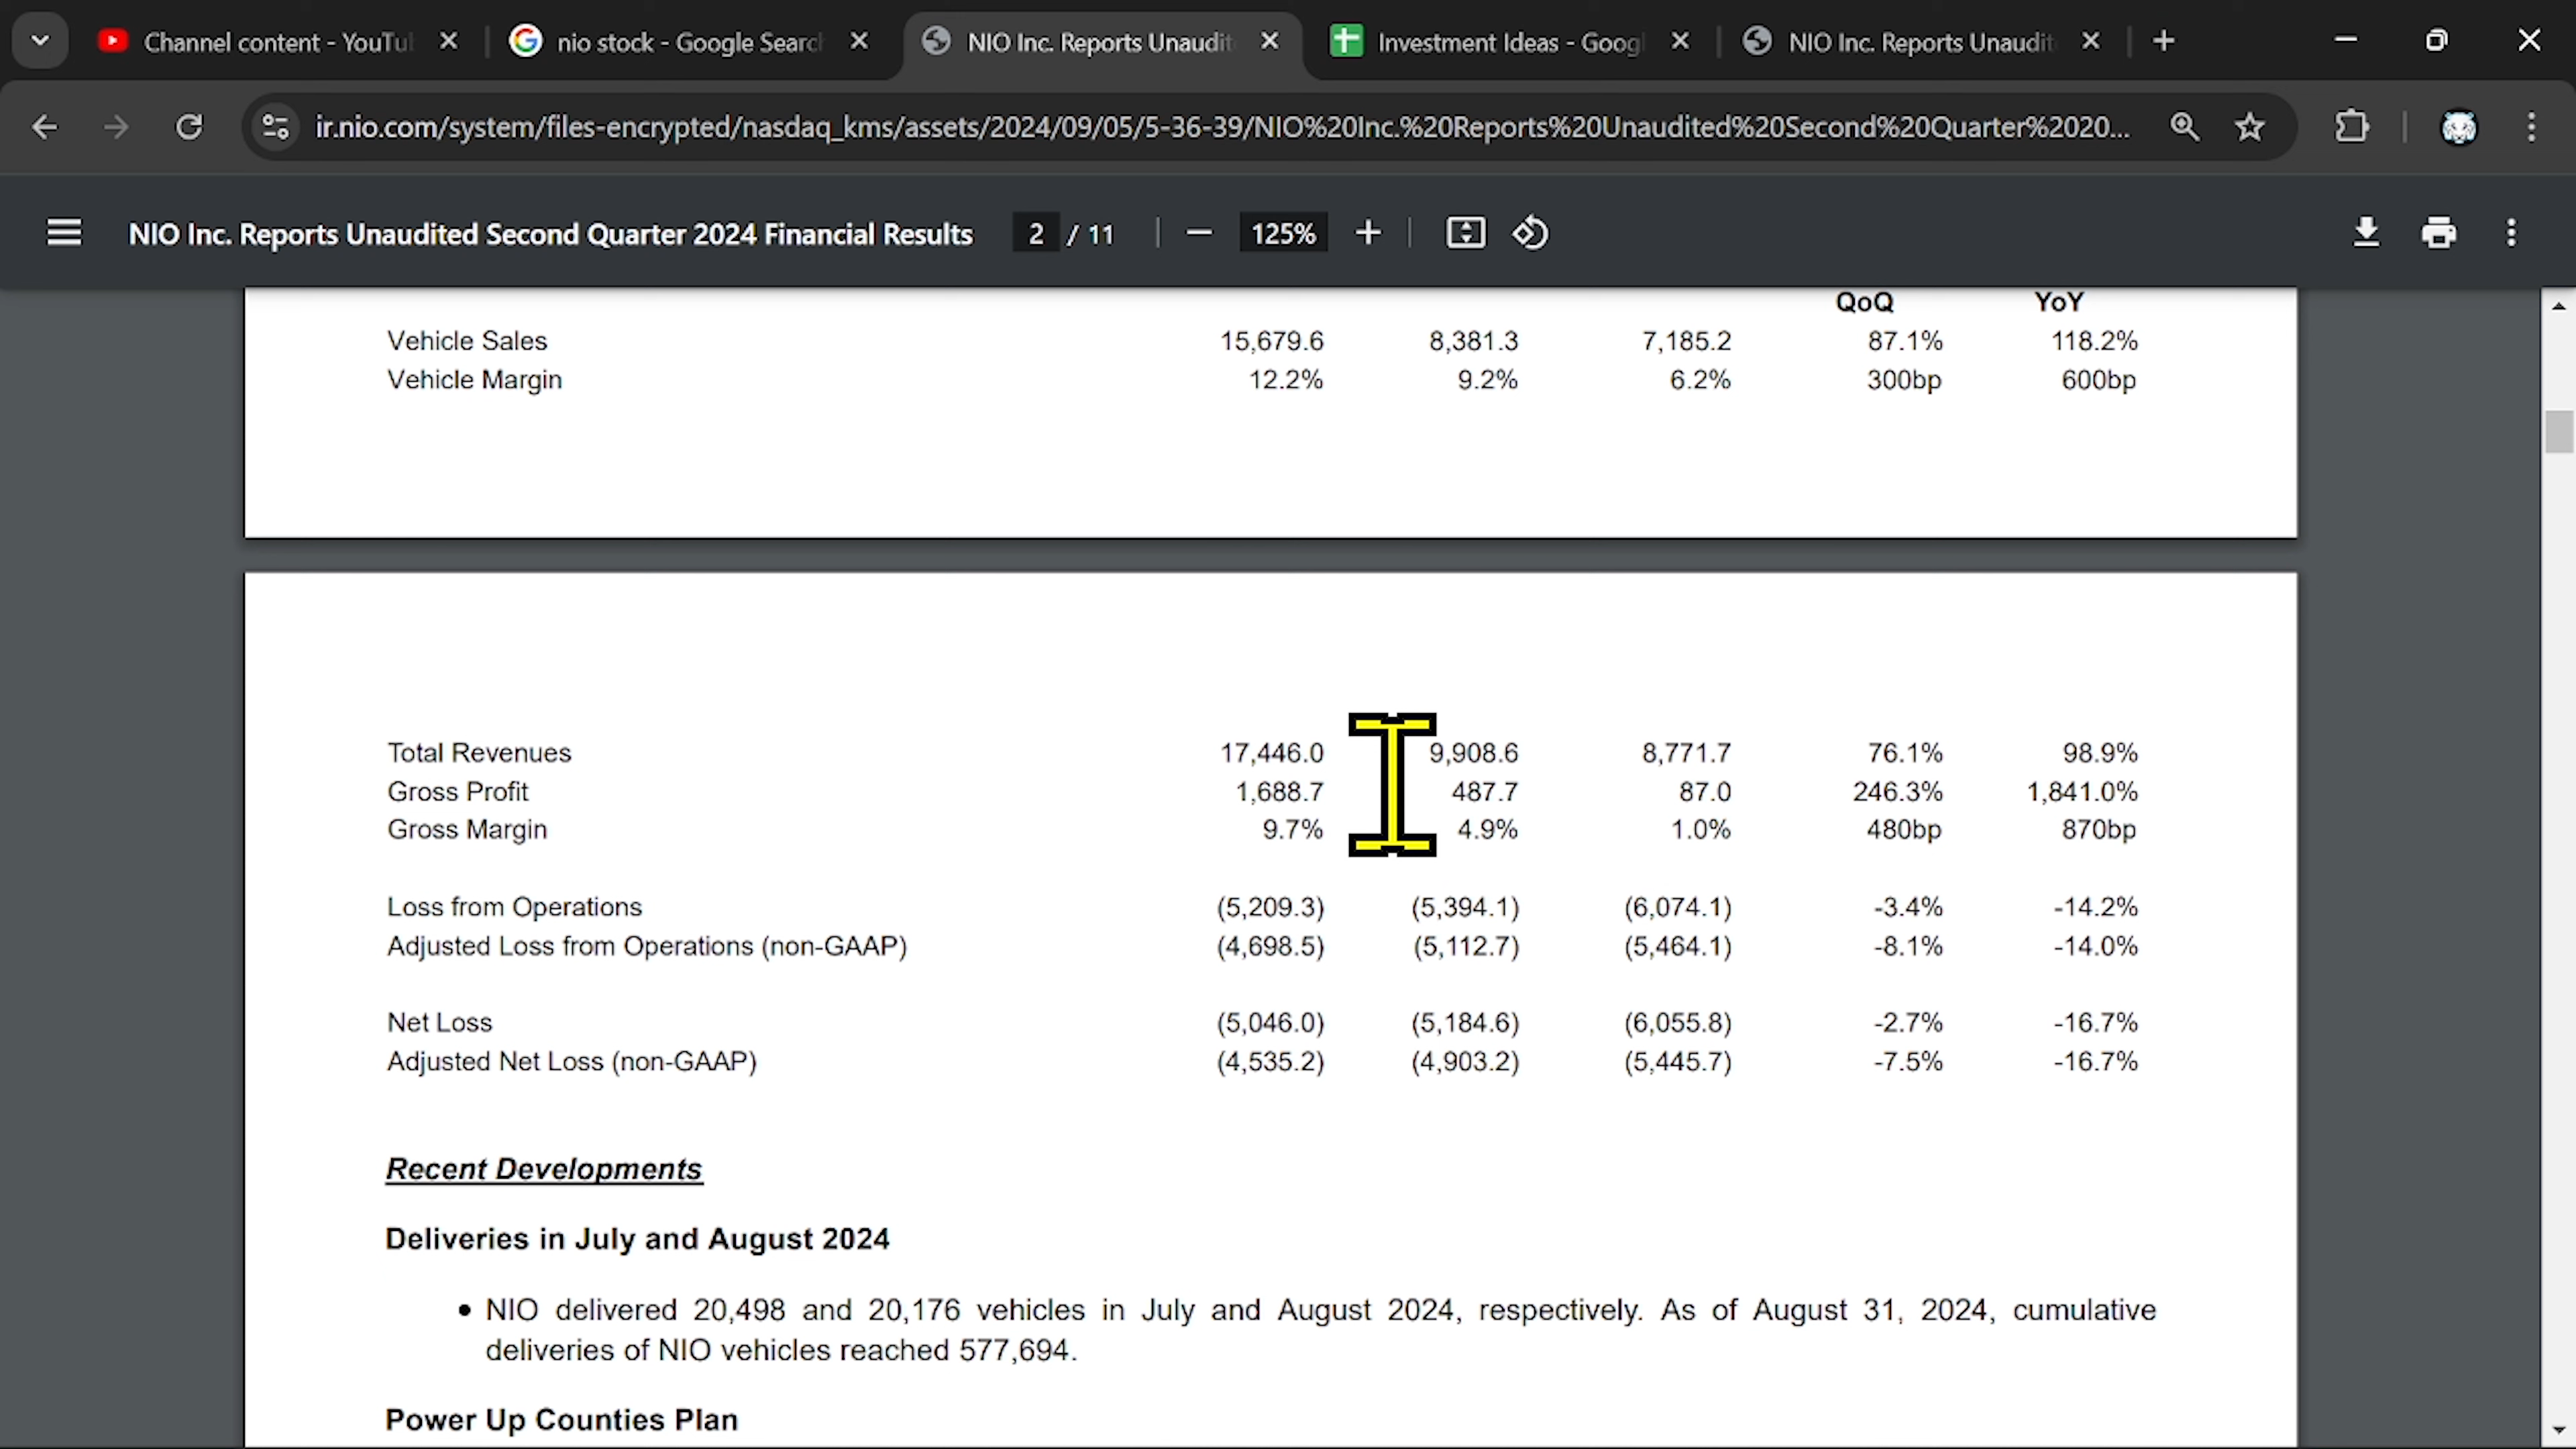 Channel content - YouTu
nio stock - Google Search
NIO Inc. Reports Unaudit
Investment Ideas - Googl
NIO Inc. Reports Unaudit
ir.nio.com/system/files-encrypted/nasdaq_kms/assets/2024/09/05/5-36-39/NIO%20Inc.%20Reports%20Unaudited%20Second%20Quarter%2020...
NIO Inc. Reports Unaudited Second Quarter 2024 Financial Results 2 / 11 125%
QoQ YoY
Vehicle Sales 15,679.6 8,381.3 7,185.2 87.1% 118.2%
Vehicle Margin 12.2% 9.2% 6.2% 300bp 600bp
Total Revenues 17,446.0 9,908.6 8,771.7 76.1% 98.9%
Gross Profit 1,688.7 487.7 87.0 246.3% 1,841.0%
Gross Margin 9.7% 4.9% 1.0% 480bp 870bp
Loss from Operations (5,209.3) (5,394.1) (6,074.1) -3.4% -14.2%
Adjusted Loss from Operations (non-GAAP) (4,698.5) (5,112.7) (5,464.1) -8.1% -14.0%
Net Loss (5,046.0) (5,184.6) (6,055.8) -2.7% -16.7%
Adjusted Net Loss (non-GAAP) (4,535.2) (4,903.2) (5,445.7) -7.5% -16.7%
Recent Developments
Deliveries in July and August 2024
• NIO delivered 20,498 and 20,176 vehicles in July and August 2024, respectively. As of August 31, 2024, cumulative
deliveries of NIO vehicles reached 577,694.
Power Up Counties Plan